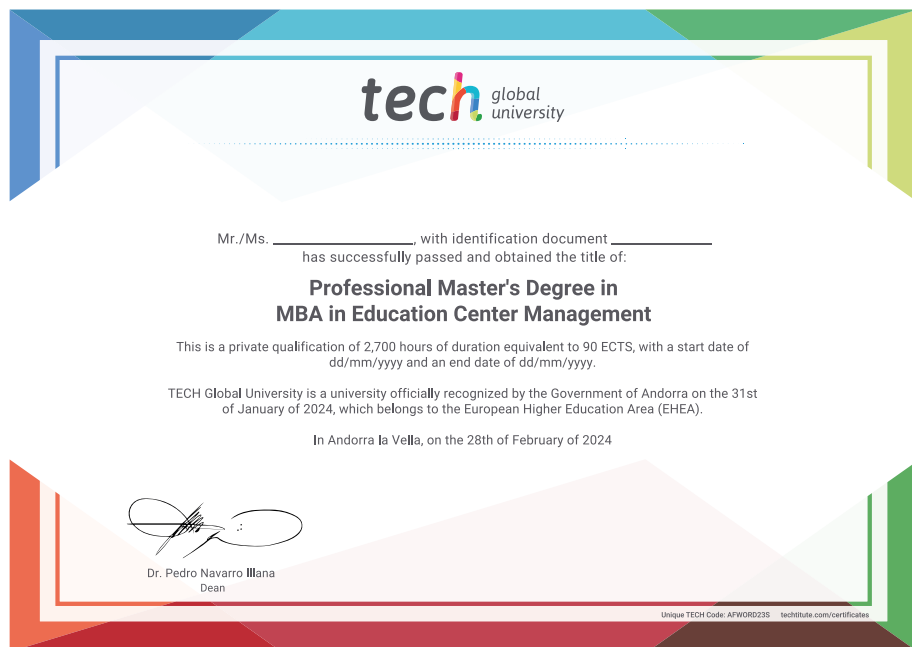 tech global university
Mr./Ms. ____________________, with identification document ______________
has successfully passed and obtained the title of:
Professional Master's Degree in
MBA in Education Center Management
This is a private qualification of 2,700 hours of duration equivalent to 90 ECTS, with a start date of
dd/mm/yyyy and an end date of dd/mm/yyyy.
TECH Global University is a university officially recognized by the Government of Andorra on the 31st
of January of 2024, which belongs to the European Higher Education Area (EHEA).
In Andorra la Vella, on the 28th of February of 2024
Dr. Pedro Navarro Illana
Dean
Unique TECH Code: AFWORD23S techtitute.com/certificates